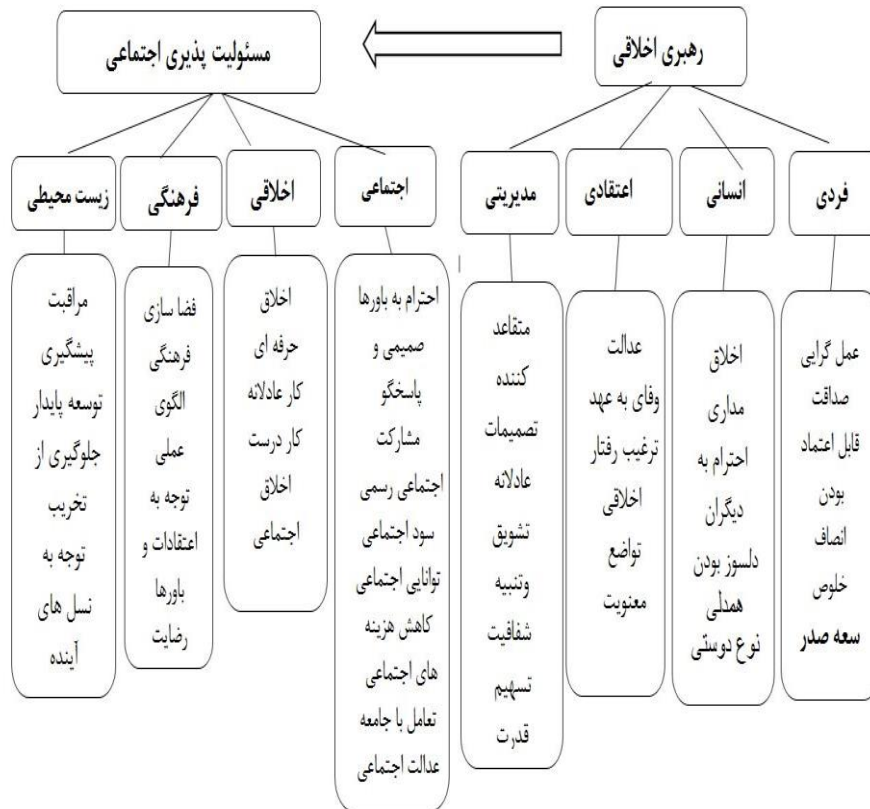 رهبری اخلاقی
مسئولیت پذیری اجتماعی
فردی
انسانی
اعتقادی
مدیریتی
اجتماعی
اخلاقی
فرهنگی
زیست محیطی
عمل گرایی
صداقت
قابل اعتماد
بودن
انصاف
خلوص
سعه صدر
اخلاق
مداری
احترام به
دیگران
دلسوز بودن
همدلی
نوع دوستی
عدالت
وفای به عهد
ترغیب رفتار
اخلاقی
تواضع
معنویت
متقاعد
کننده
تصمیمات
عادلانه
تشویق
وتنبیه
شفافیت
تسهیم
قدرت
احترام به باورها
صمیمی و
پاسخگو
مشارکت
اجتماعی رسمی
سود اجتماعی
توانایی اجتماعی
کاهش هزینه
های اجتماعی
تعامل با جامعه
عدالت اجتماعی
اخلاق
حرفه ای
کار عادلانه
کار درست
اخلاق
اجتماعی
فضا سازی
فرهنگی
الگوی
عملی
توجه به
اعتقادات و
باورها
رضایت
مراقبت
پیشگیری
توسعه پایدار
جلوگیری از
تخریب
توجه به
نسل های
آینده